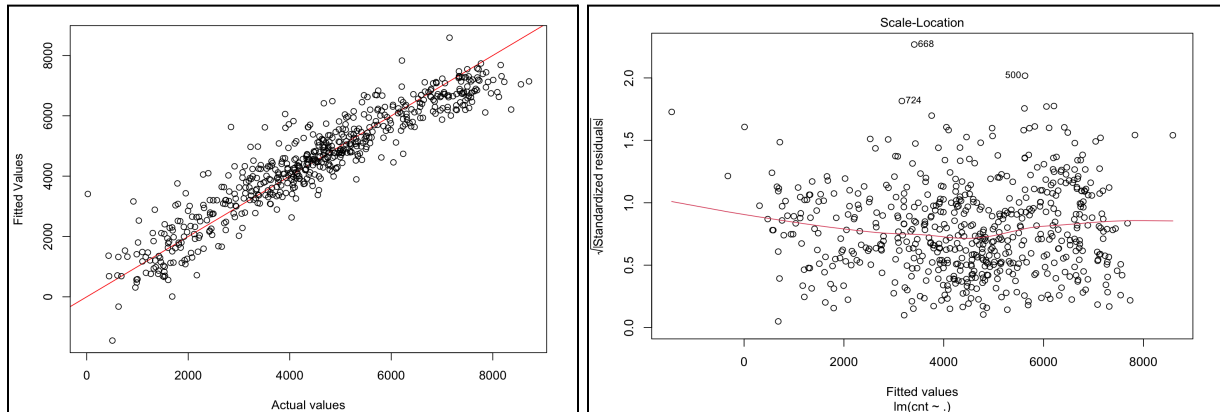 8000
6000
4000
2000
0
Fitted Values
0 2000 4000 6000 8000
Actual values
Scale-Location
2.0
1.5
1.0
0.5
0.0
√|Standardized residuals|
668
500
724
0 2000 4000 6000 8000
Fitted values
lm(cnt ~ .)